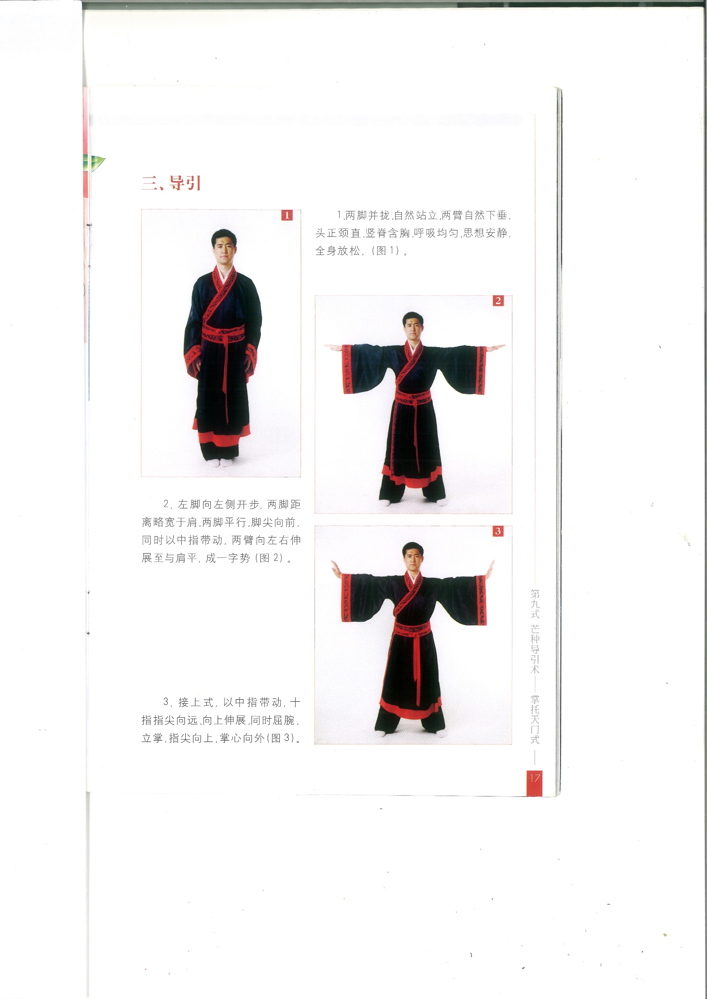 三、导引
1
1、两脚并拢,自然站立,两臂自然下垂,
头正颈直、竖脊含胸,呼吸均匀,思想安静,
全身放松,(图1)。
2
2、左脚向左侧开步,两脚距
离略宽于肩,两脚平行,脚尖向前,
同时以中指带动,两臂向左右伸
展至与肩平,成一字势(图2)。
3
3、接上式,以中指带动,十
指指尖向远、向上伸展,同时屈腕、
立掌,指尖向上,掌心向外(图3)。
第九式 芒种导引术——掌托天门式——
17